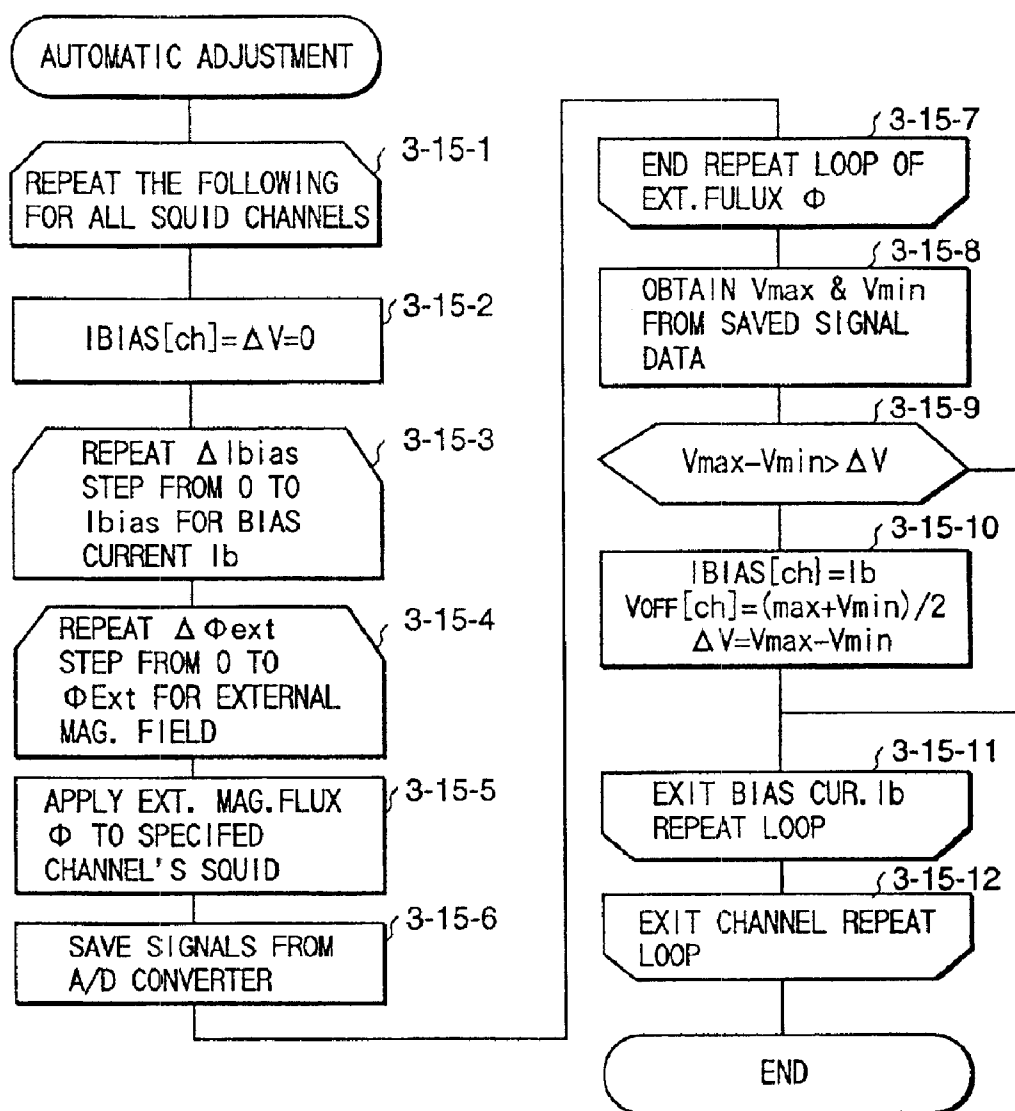 AUTOMATIC ADJUSTMENT
3-15-1
REPEAT THE FOLLOWING
FOR ALL SQUID CHANNELS
3-15-2
IBIAS[ch]=ΔV=0
3-15-3
REPEAT ΔIbias
STEP FROM 0 TO
Ibias FOR BIAS
CURRENT Ib
3-15-4
REPEAT ΔΦext
STEP FROM 0 TO
ΦExt FOR EXTERNAL
MAG. FIELD
3-15-5
APPLY EXT. MAG.FLUX
Φ TO SPECIFED
CHANNEL'S SQUID
3-15-6
SAVE SIGNALS FROM
A/D CONVERTER
3-15-7
END REPEAT LOOP OF
EXT.FULUX Φ
3-15-8
OBTAIN Vmax & Vmin
FROM SAVED SIGNAL
DATA
3-15-9
Vmax-Vmin>ΔV
3-15-10
IBIAS[ch}=Ib
VOFF[ch]=(max+Vmin)/2
ΔV=Vmax-Vmin
3-15-11
EXIT BIAS CUR.Ib
REPEAT LOOP
3-15-12
EXIT CHANNEL REPEAT
LOOP
END